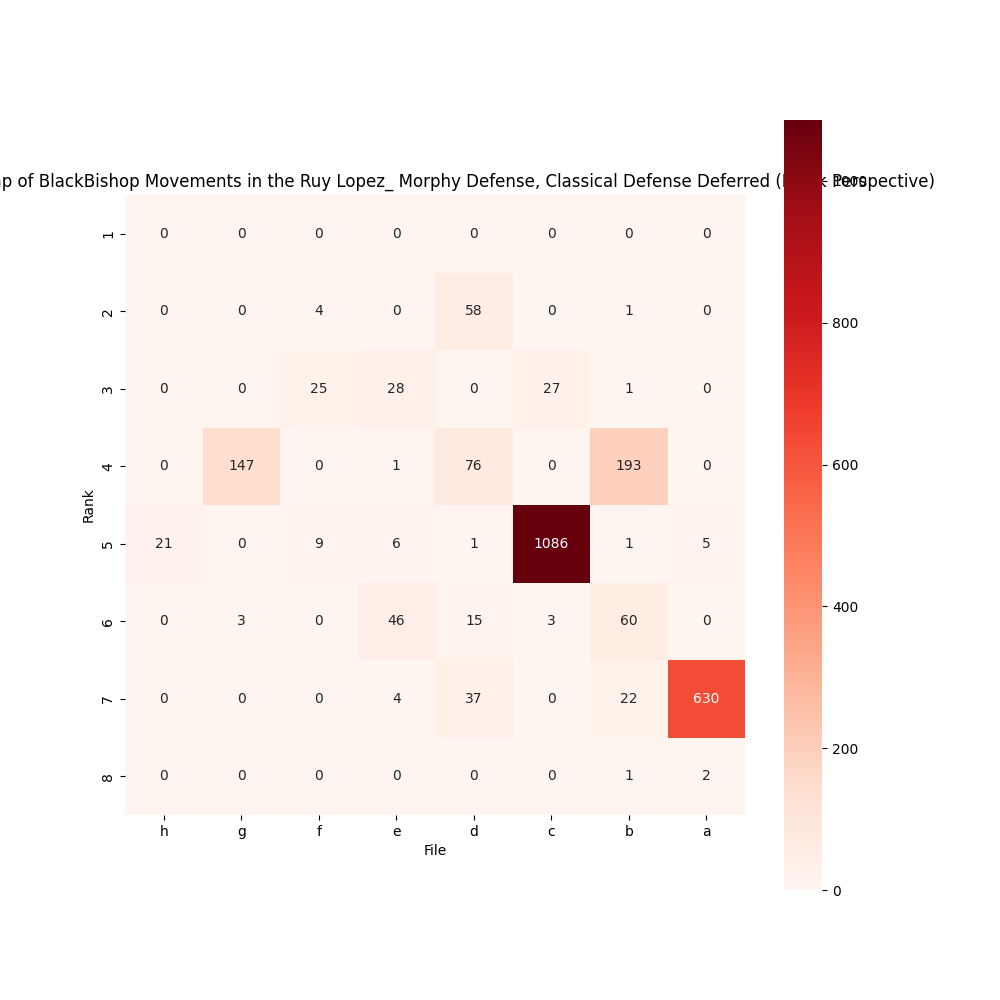 p of BlackBishop Movements in the Ruy Lopez_ Morphy Defense, Classical Defense Deferred ( Perspective)
1 0 0 0 0 0 0 0 0
2 0 0 4 0 58 0 1 0
3 0 0 25 28 0 27 1 0
4 0 147 0 1 76 0 193 0
5 21 0 9 6 1 1086 1 5
6 0 3 0 46 15 3 60 0
7 0 0 0 4 37 0 22 630
8 0 0 0 0 0 0 1 2
h g f e d c b a
File
Rank
800
600
400
200
0